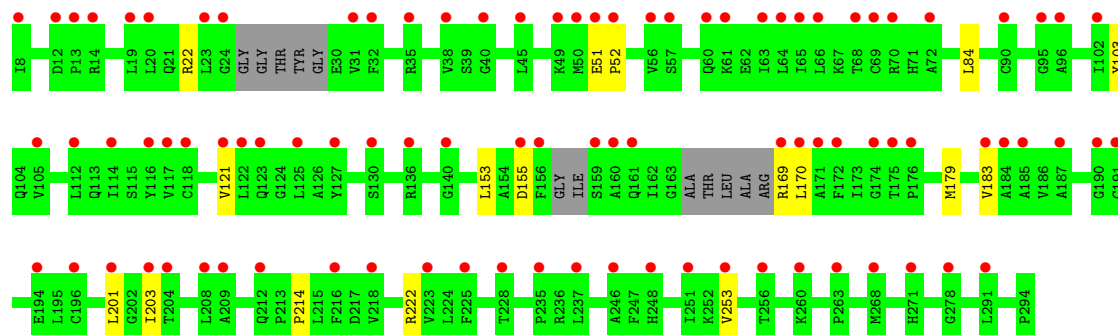 I8 D12 P13 R14 L19 L20 Q21 R22 L23 G24 GLY GLY THR TYR GLY E30 V31 F32 R35 V38 S39 G40 L45 K49 M50 E51 P52 V56 S57 Q60 K61 E62 I63 L64 I65 L66 K67 T68 C69 R70 H71 A72 L84 C90 G95 A96 I102 Y103
Q104 V105 L112 Q113 I114 S115 Y116 V117 C118 V121 L122 Q123 G124 L125 A126 Y127 S130 R136 G140 L153 A154 D155 F156 GLY ILE S159 A160 Q161 I162 G163 ALA THR LEU ALA ARG R169 L170 A171 F172 I173 G174 T175 P176 M179 V183 A184 A185 V186 A187 G190 G191
E194 L195 C196 L201 G202 I203 T204 L208 A209 Q212 P213 P214 L215 F216 D217 V218 R222 V223 L224 F225 T228 P235 R236 L237 A246 F247 H248 I251 K252 V253 T256 K260 P263 M268 H271 G278 L291 P294